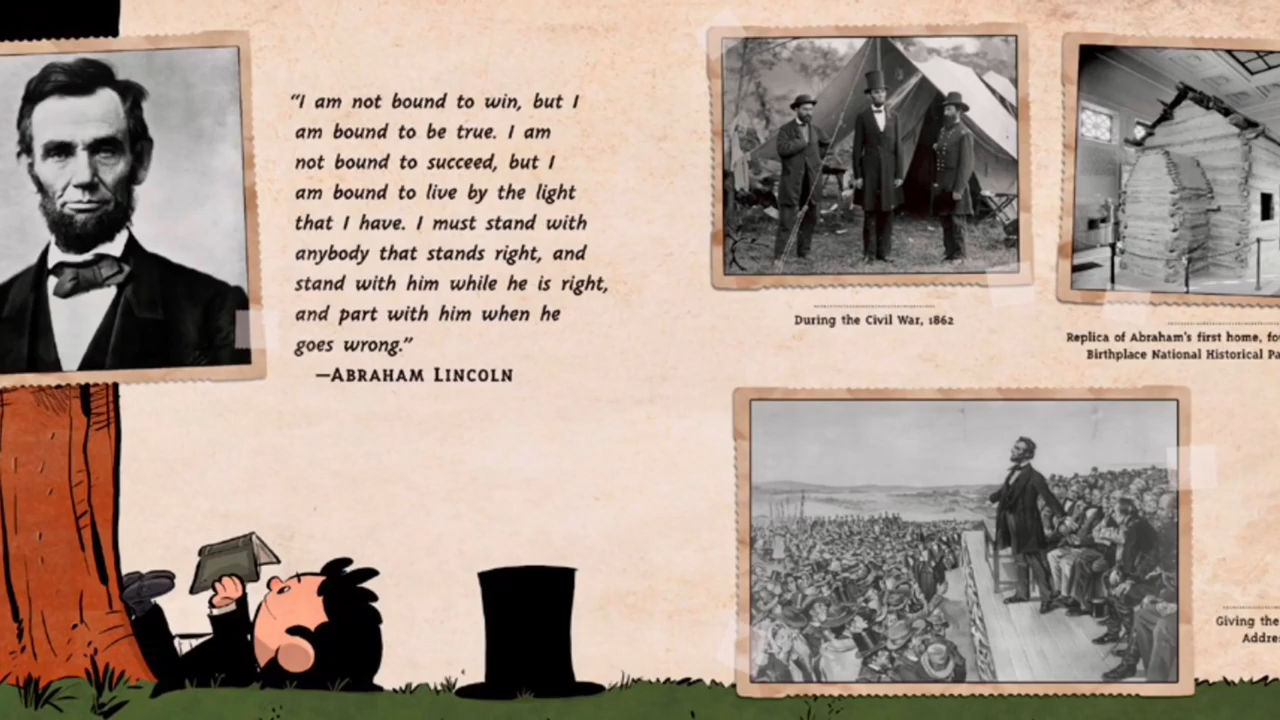 “I am not bound to win, but I
am bound to be true. I am
not bound to succeed, but I
am bound to live by the light
that I have. I must stand with
anybody that stands right, and
stand with him while he is right,
and part with him when he
goes wrong.”
—ABRAHAM LINCOLN
During the Civil War, 1862
Replica of Abraham’s first home,
Birthplace National Historical
Giving the